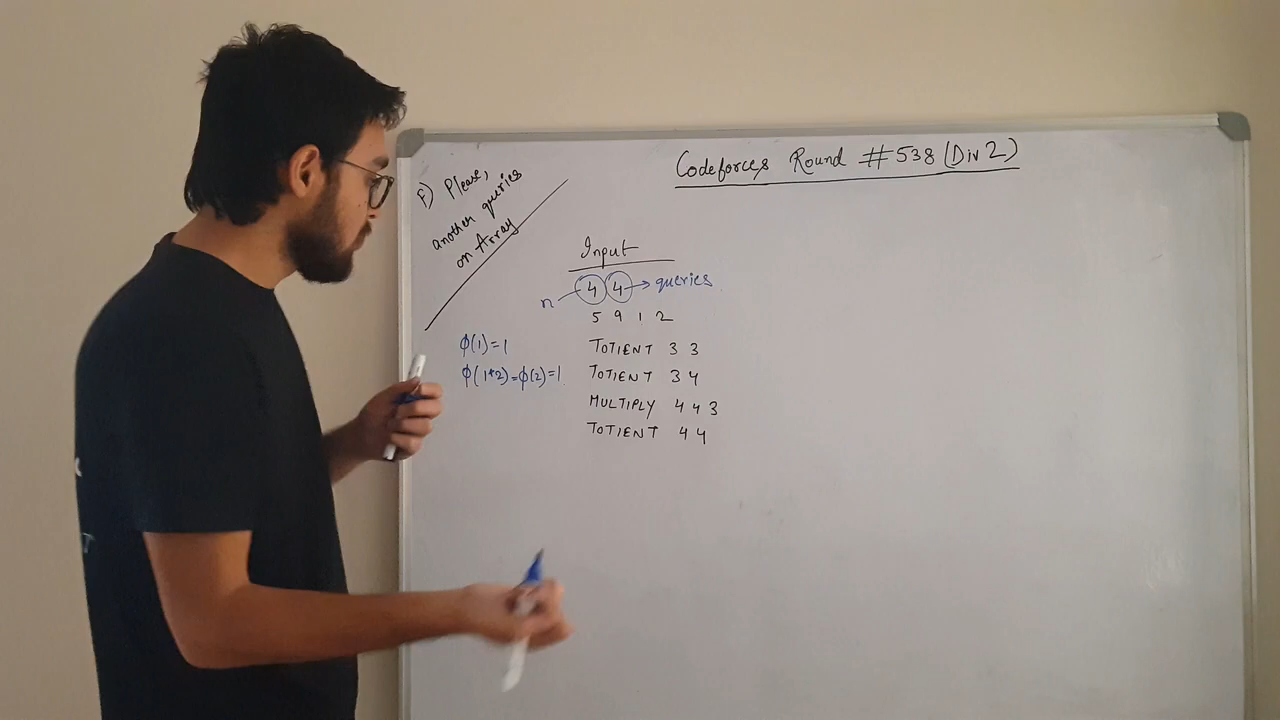 Codeforces Round #538 (Div 2)
F) Please,
another queries
on Array
Input
n 4 4 → queries
5 9 1 2
φ(1)=1 TOTIENT 3 3
φ(1*2)=φ(2)=1 TOTIENT 3 4
MULTIPLY 4 4 3
TOTIENT 4 4